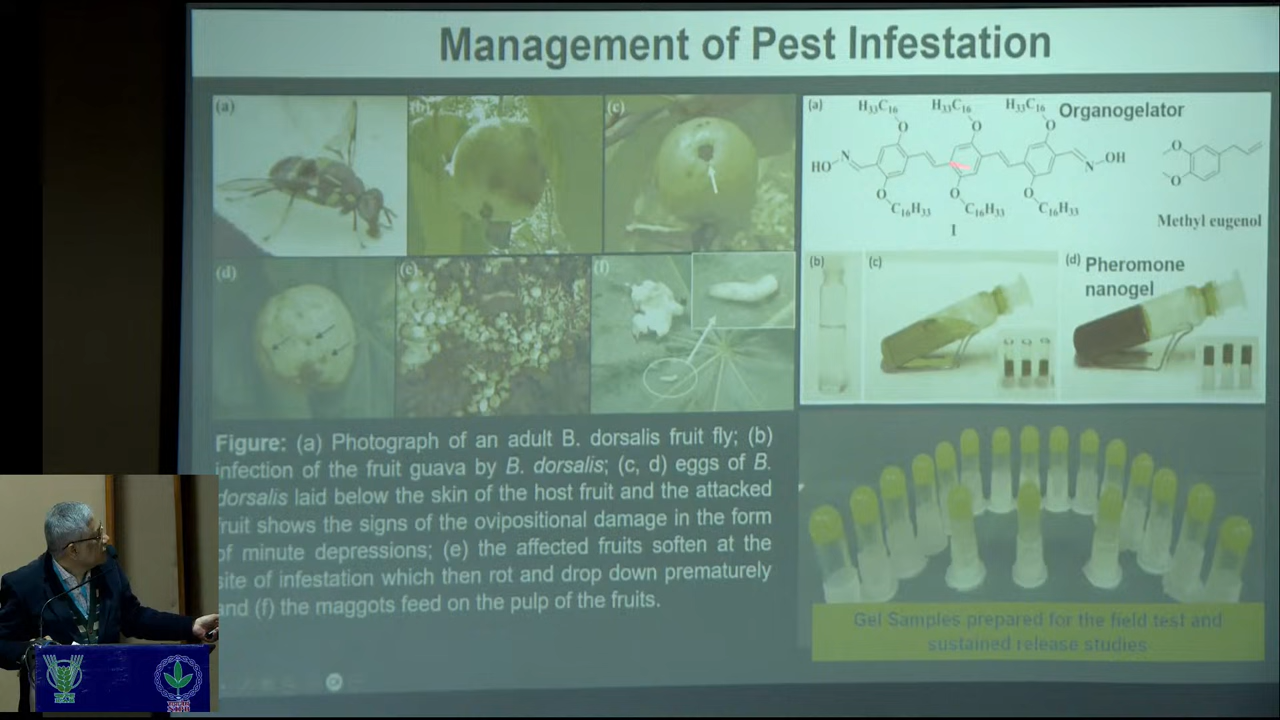 Management of Pest Infestation
(a)
(b)
(c)
(d)
(e)
(f)
Figure: (a) Photograph of an adult B. dorsalis fruit fly; (b)
infection of the fruit guava by B. dorsalis; (c, d) eggs of B.
dorsalis laid below the skin of the host fruit and the attacked
fruit shows the signs of the ovipositional damage in the form
of minute depressions; (e) the affected fruits soften at the
site of infestation which then rot and drop down prematurely
and (f) the maggots feed on the pulp of the fruits.
(a)
H₃₃C₁₆ H₃₃C₁₆ H₃₃C₁₆
Organogelator
O O O
HO N N OH
O O O
C₁₆H₃₃ C₁₆H₃₃ C₁₆H₃₃
I
O
O
Methyl eugenol
(b)
(c)
(d) Pheromone
nanogel
Gel Samples prepared for the field test and
sustained release studies